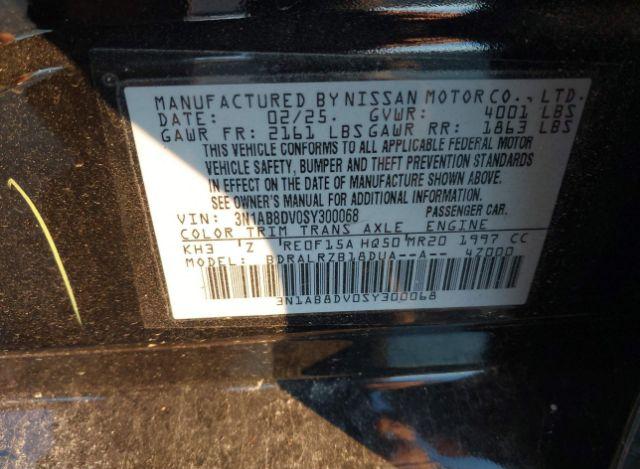 MANUFACTURED BY NISSAN MOTOR CO., LTD.
DATE: 02/25. GVWR: 4001 LBS
GAWR FR: 2161 LBS GAWR RR: 1863 LBS
THIS VEHICLE CONFORMS TO ALL APPLICABLE FEDERAL MOTOR
VEHICLE SAFETY, BUMPER AND THEFT PREVENTION STANDARDS
IN EFFECT ON THE DATE OF MANUFACTURE SHOWN ABOVE.
SEE OWNER'S MANUAL FOR ADDITIONAL INFORMATION.
VIN: 3N1AB8DV0SY300068 PASSENGER CAR.
COLOR TRIM TRANS AXLE ENGINE
KH3 Z RE0F15A HQ50 MR20 1997 CC
MODEL: BDRALRZB18DUA--A-- 47000
3N1AB8DV0SY300068